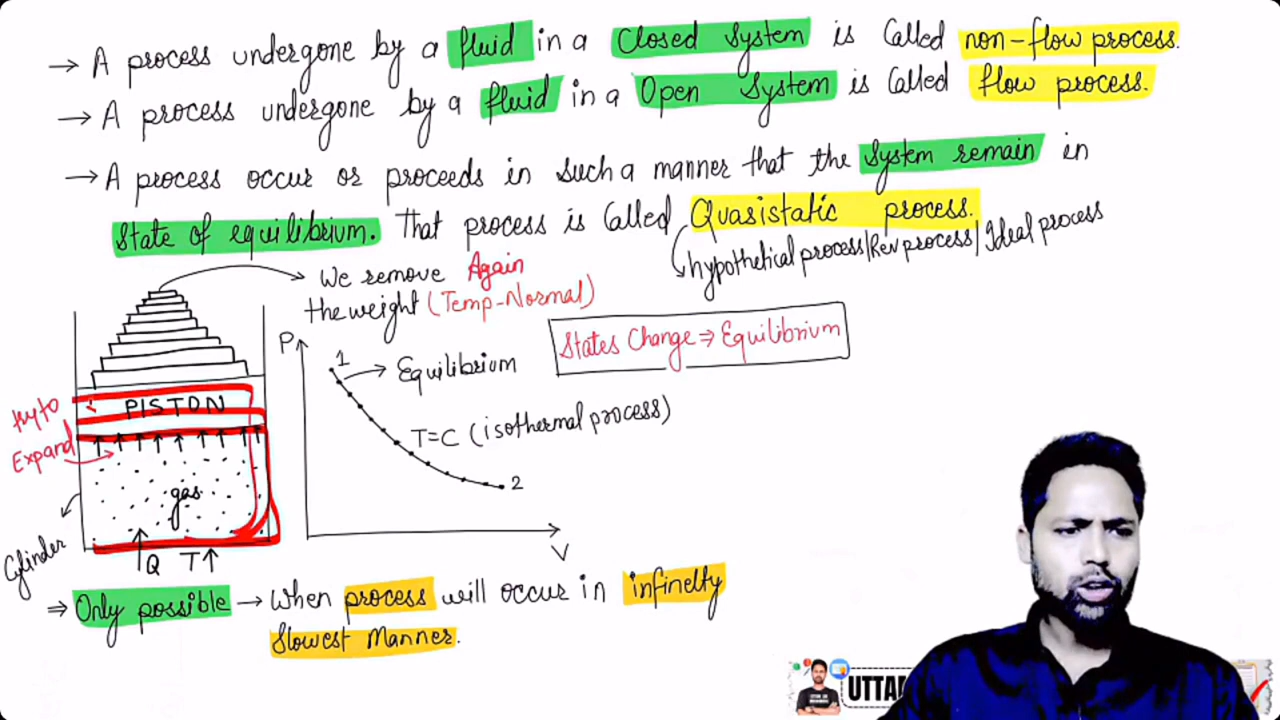 → A process undergone by a fluid in a Closed System is Called non-flow process.
→ A process undergone by a fluid in a Open System is Called flow process.
→ A process occur or proceeds in such a manner that the System remain in
State of equilibrium. That process is Called Quasistatic process.
hypothetical process/Rev process/Ideal process
We remove Again
the weight (Temp-Normal)
States Change ⇒ Equilibrium
P
1
Equilibrium
T=C (isothermal process)
2
V
PISTON
try to
Expand
gas
Cylinder
Q T↑
⇒ Only possible → When process will occur in infinelty
Slowest Manner.
UTTAM